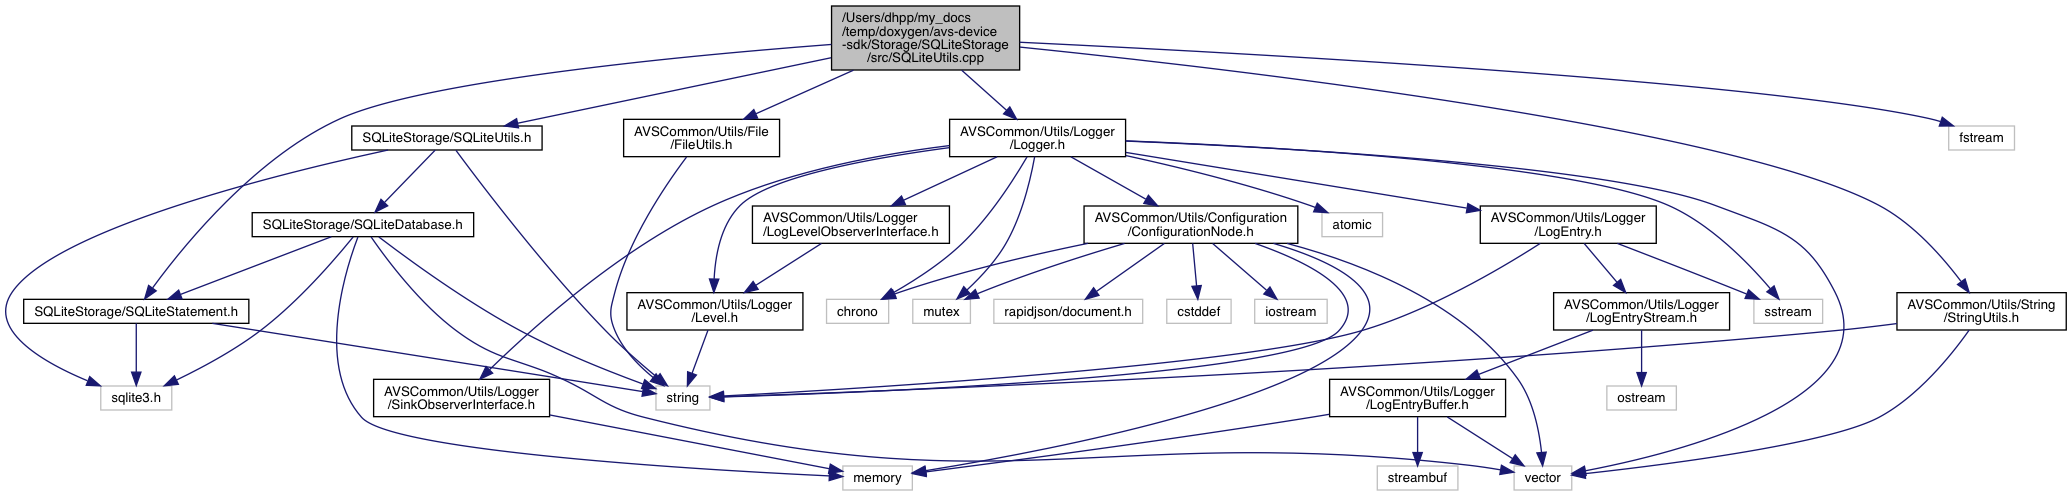 /Users/dhpp/my_docs
/temp/doxygen/avs-device
-sdk/Storage/SQLiteStorage
/src/SQLiteUtils.cpp
SQLiteStorage/SQLiteUtils.h
AVSCommon/Utils/File
/FileUtils.h
AVSCommon/Utils/Logger
/Logger.h
fstream
SQLiteStorage/SQLiteDatabase.h
AVSCommon/Utils/Logger
/LogLevelObserverInterface.h
AVSCommon/Utils/Configuration
/ConfigurationNode.h
atomic
AVSCommon/Utils/Logger
/LogEntry.h
SQLiteStorage/SQLiteStatement.h
AVSCommon/Utils/Logger
/Level.h
chrono
mutex
rapidjson/document.h
cstddef
iostream
AVSCommon/Utils/Logger
/LogEntryStream.h
sstream
AVSCommon/Utils/String
/StringUtils.h
sqlite3.h
AVSCommon/Utils/Logger
/SinkObserverInterface.h
string
AVSCommon/Utils/Logger
/LogEntryBuffer.h
ostream
memory
streambuf
vector